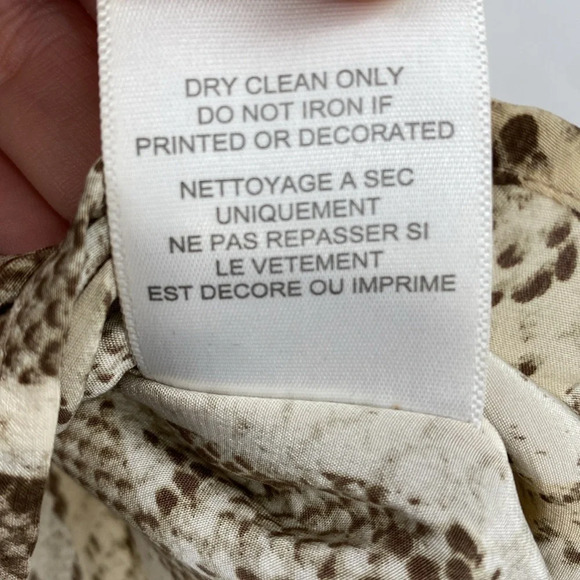 DRY CLEAN ONLY
DO NOT IRON IF
PRINTED OR DECORATED
NETTOYAGE A SEC
UNIQUEMENT
NE PAS REPASSER SI
LE VETEMENT
EST DECORE OU IMPRIME